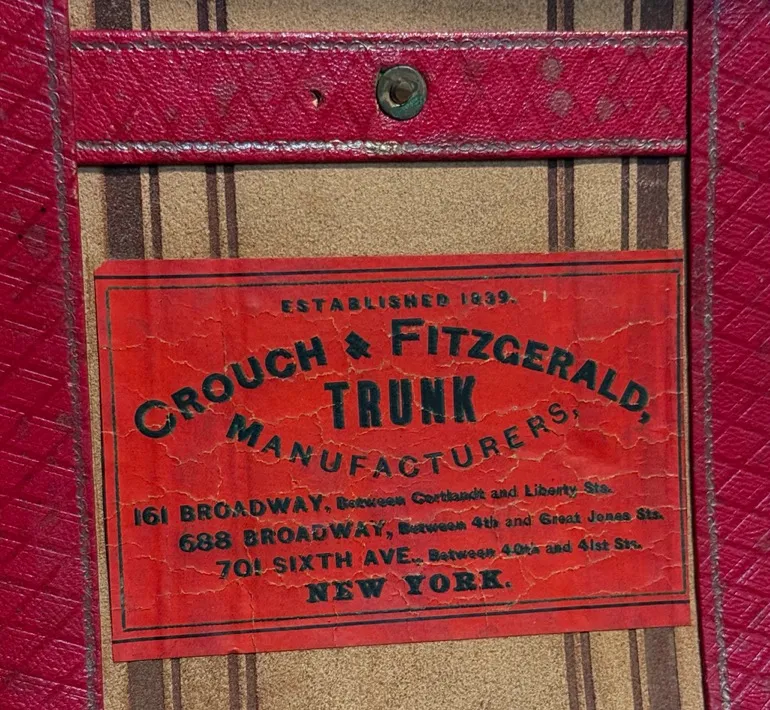 ESTABLISHED 1839.
CROUCH & FITZGERALD,
TRUNK
MANUFACTURERS,
161 BROADWAY, Between Cortlandt and Liberty Sts.
688 BROADWAY, Between 4th and Great Jones Sts.
701 SIXTH AVE., Between 40th and 41st Sts.
NEW YORK.